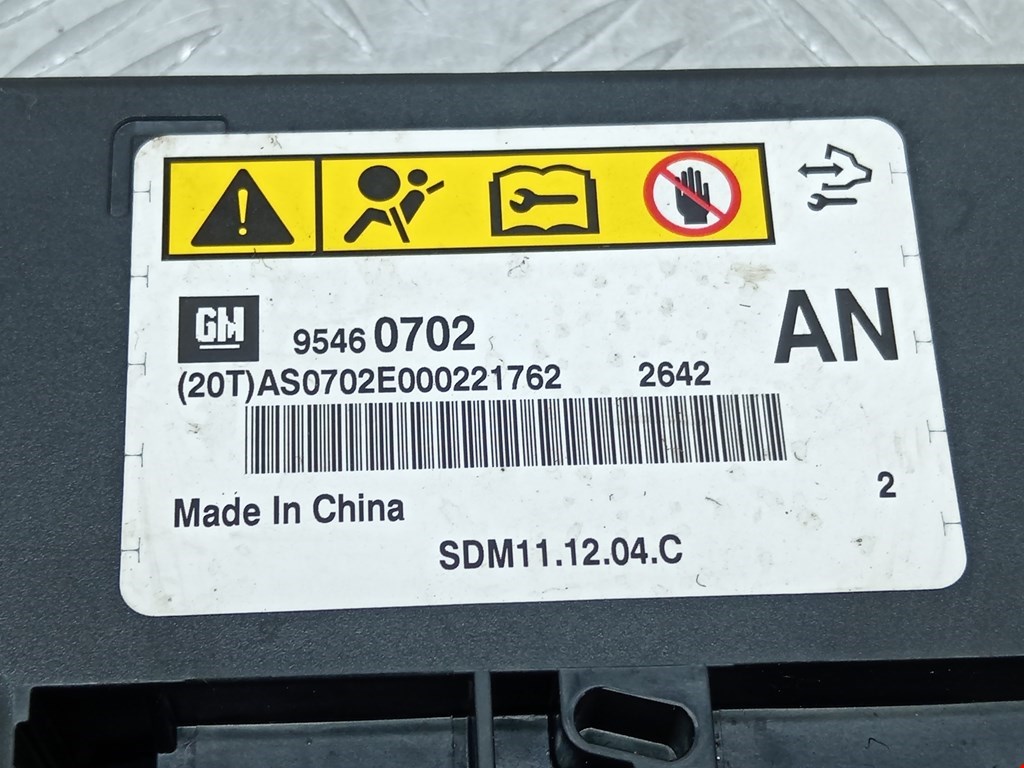 GM 9546 0702
AN
(20T)AS0702E000221762 2642
2
Made In China
SDM11.12.04.C